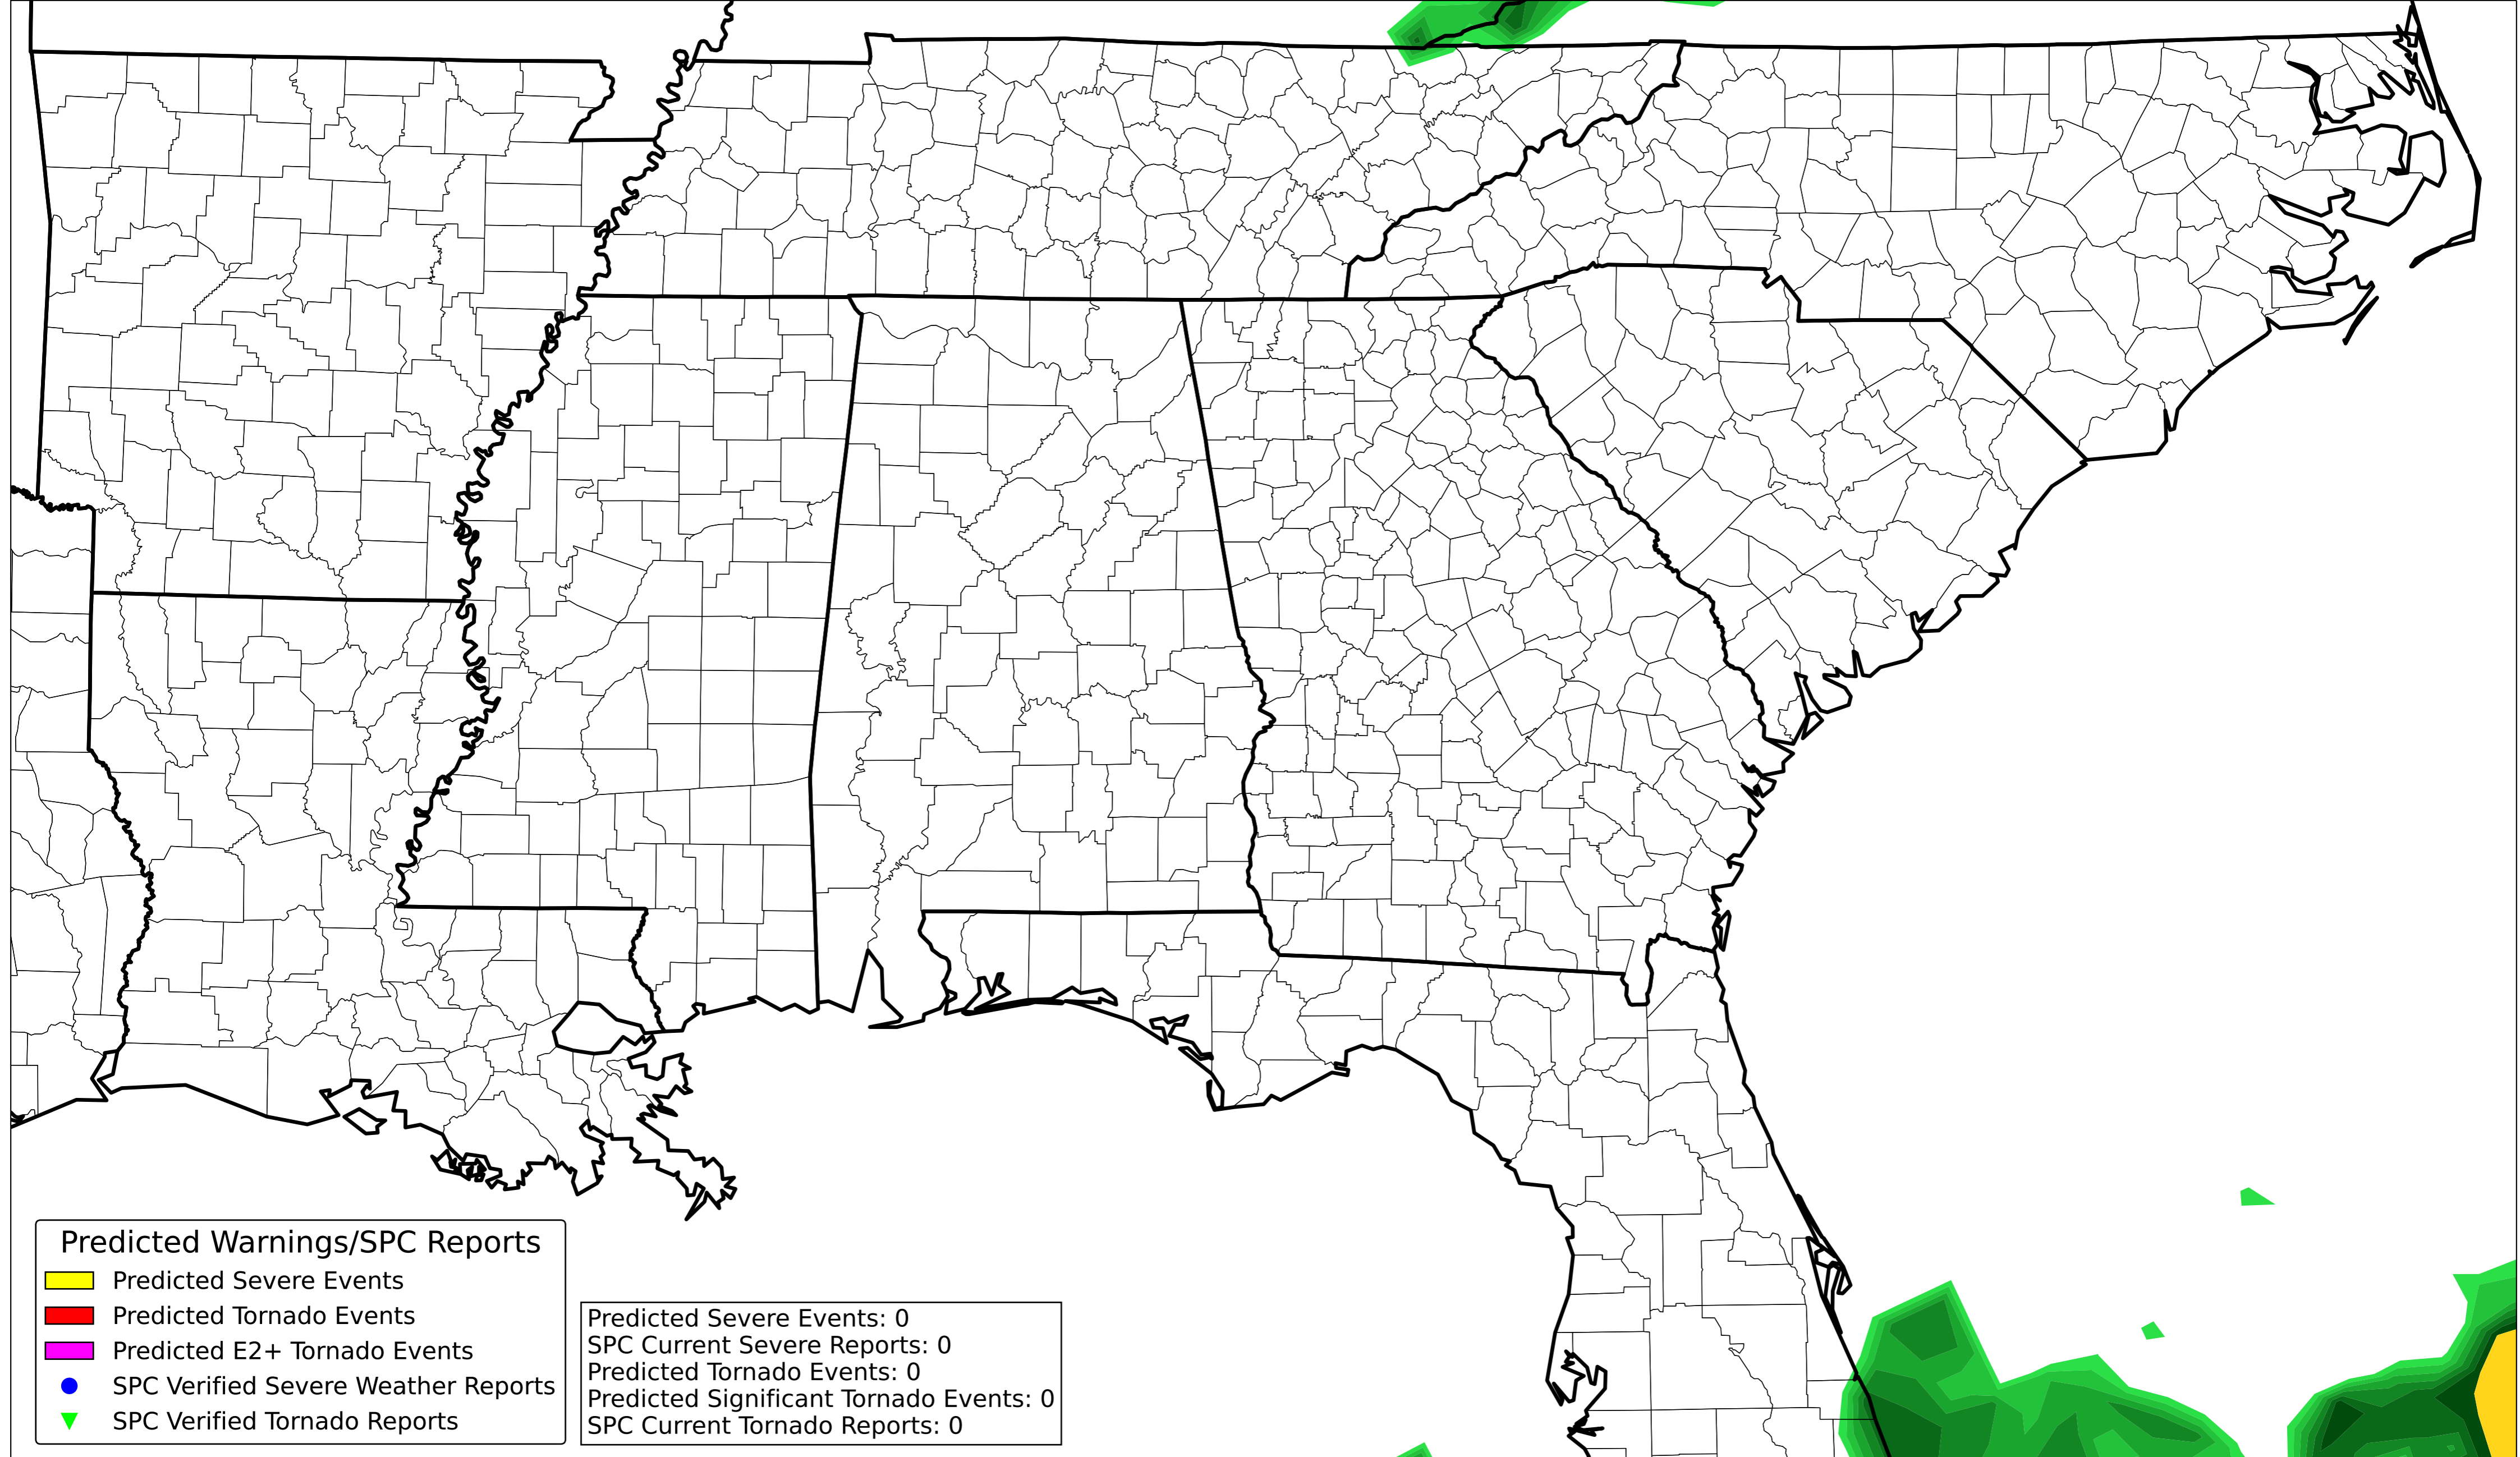 Predicted Warnings/SPC Reports
Predicted Severe Events
Predicted Tornado Events
Predicted E2+ Tornado Events
SPC Verified Severe Weather Reports
SPC Verified Tornado Reports
Predicted Severe Events: 0
SPC Current Severe Reports: 0
Predicted Tornado Events: 0
Predicted Significant Tornado Events: 0
SPC Current Tornado Reports: 0